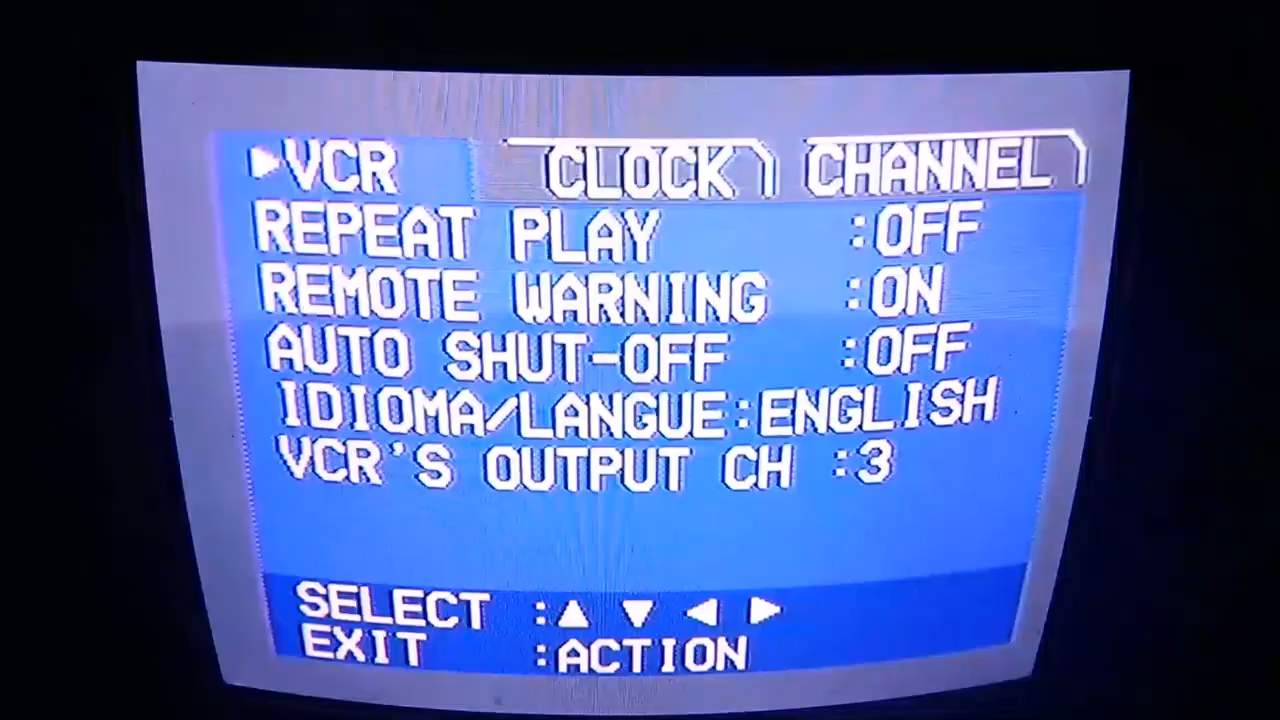 ▶VCR CLOCK CHANNEL
REPEAT PLAY :OFF
REMOTE WARNING :ON
AUTO SHUT-OFF :OFF
IDIOMA/LANGUE:ENGLISH
VCR'S OUTPUT CH :3
SELECT :▲ ▼ ◀ ▶
EXIT :ACTION